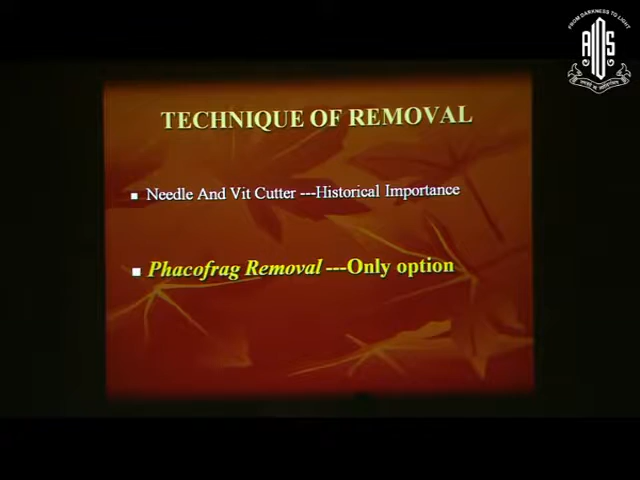 FROM DARKNESS TO LIGHT
AIOS
TECHNIQUE OF REMOVAL
Needle And Vit Cutter ---Historical Importance
Phacofrag Removal ---Only option